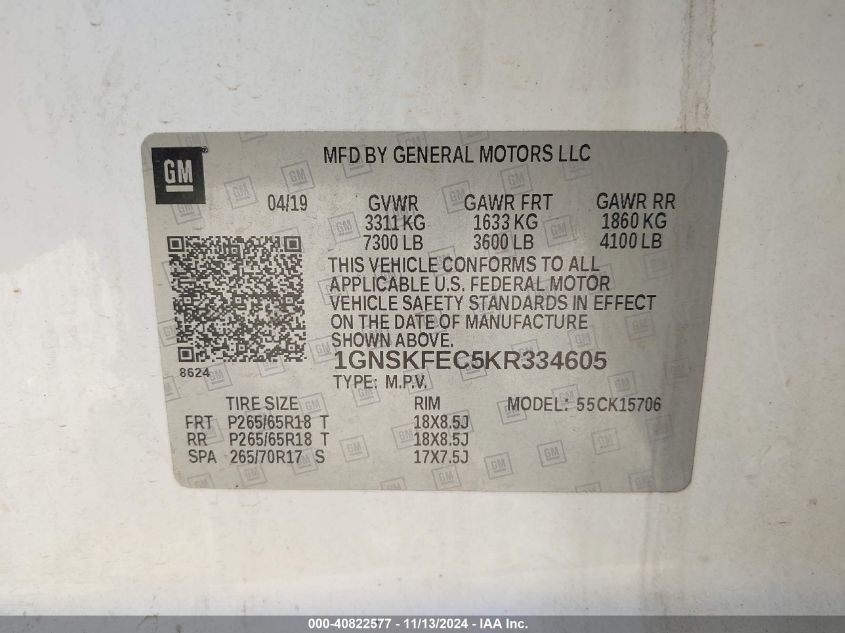 GM ®
MFD BY GENERAL MOTORS LLC
04/19 GVWR GAWR FRT GAWR RR
3311 KG 1633 KG 1860 KG
7300 LB 3600 LB 4100 LB
THIS VEHICLE CONFORMS TO ALL
APPLICABLE U.S. FEDERAL MOTOR
VEHICLE SAFETY STANDARDS IN EFFECT
ON THE DATE OF MANUFACTURE
SHOWN ABOVE.
1GNSKFEC5KR334605
8624
TYPE: M.P.V.
TIRE SIZE RIM MODEL: 55CK15706
FRT P265/65R18 T 18X8.5J
RR P265/65R18 T 18X8.5J
SPA 265/70R17 S 17X7.5J
000-40822577 - 11/13/2024 - IAA Inc.